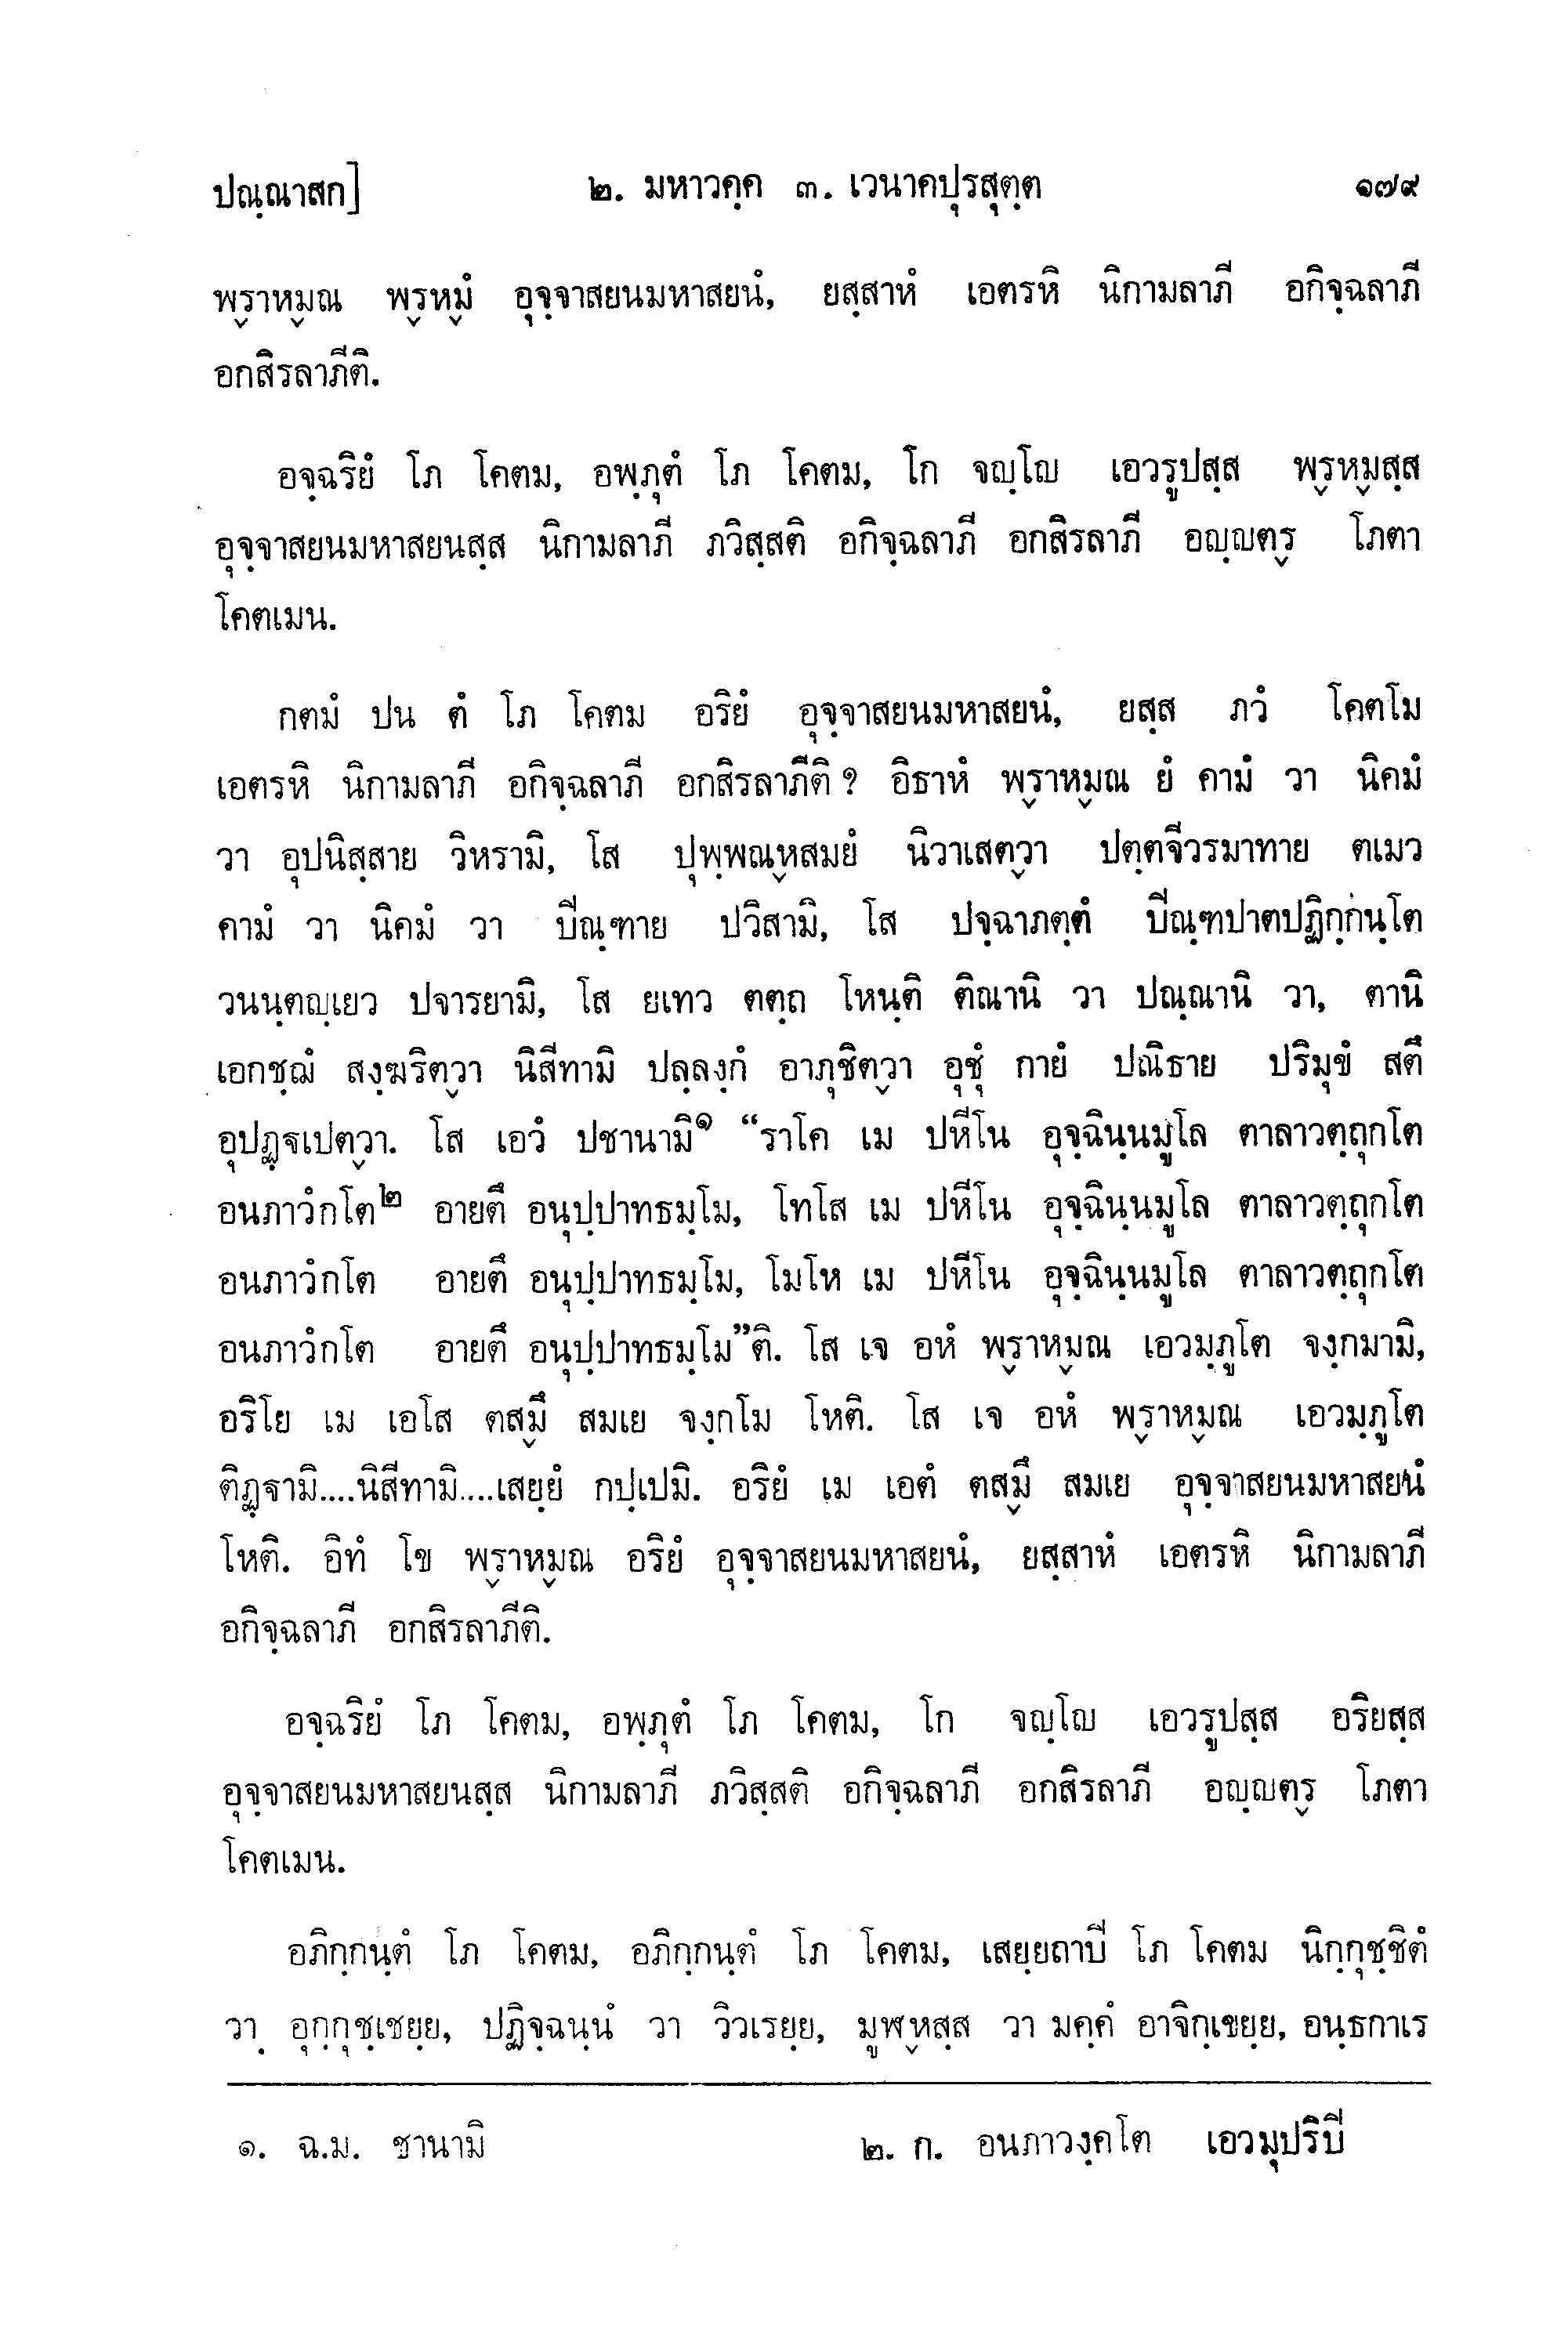 ปณฺณาสก] ๒. มหาวคฺค ๓. เวนาคปุรสุตฺต ๑๗๙
พฺราหฺมณ พฺรหฺมํ อุจฺจาสยนมหาสยนํ, ยสฺสาหํ เอตรหิ นิกามลาภี อกิจฺฉลาภี
อกสิรลาภีติ.
อจฺฉริยํ โภ โคตม, อพฺภุตํ โภ โคตม, โก จญฺโญ เอวรูปสฺส พฺรหฺมสฺส
อุจฺจาสยนมหาสยนสฺส นิกามลาภี ภวิสฺสติ อกิจฺฉลาภี อกสิรลาภี อญฺญตฺร โภตา
โคตเมน.
กตมํ ปน ตํ โภ โคตม อริยํ อุจฺจาสยนมหาสยนํ, ยสฺส ภวํ โคตโม
เอตรหิ นิกามลาภี อกิจฺฉลาภี อกสิรลาภีติ ? อิธาหํ พฺราหฺมณ ยํ คามํ วา นิคมํ
วา อุปนิสฺสาย วิหรามิ, โส ปุพฺพณฺหสมยํ นิวาเสตฺวา ปตฺตจีวรมาทาย ตเมว
คามํ วา นิคมํ วา ปิณฺฑาย ปวิสามิ, โส ปจฺฉาภตฺตํ ปิณฺฑปาตปฏิกฺกนฺโต
วนนฺตญฺเยว ปจารยามิ, โส ยเทว ตตฺถ โหนฺติ ติณานิ วา ปณฺณานิ วา, ตานิ
เอกชฺฌํ สงฺฆริตฺวา นิสีทามิ ปลฺลงฺกํ อาภุชิตฺวา อุชุํ กายํ ปณิธาย ปริมุขํ สตึ
อุปฏฺฐเปตฺวา. โส เอวํ ปชานามิ๑ “ราโค เม ปหีโน อุจฺฉินฺนมูโล ตาลาวตฺถุกโต
อนภาวํกโต๒ อายตึ อนุปฺปาทธมฺโม, โทโส เม ปหีโน อุจฺฉินฺนมูโล ตาลาวตฺถุกโต
อนภาวํกโต อายตึ อนุปฺปาทธมฺโม, โมโห เม ปหีโน อุจฺฉินฺนมูโล ตาลาวตฺถุกโต
อนภาวํกโต อายตึ อนุปฺปาทธมฺโม”ติ. โส เจ อหํ พฺราหฺมณ เอวมฺภูโต จงฺกมามิ,
อริโย เม เอโส ตสฺมึ สมเย จงฺกโม โหติ. โส เจ อหํ พฺราหฺมณ เอวมฺภูโต
ติฏฺฐามิ....นิสีทามิ....เสยฺยํ กปฺเปมิ. อริยํ เม เอตํ ตสฺมึ สมเย อุจฺจาสยนมหาสยนํ
โหติ. อิทํ โข พฺราหฺมณ อริยํ อุจฺจาสยนมหาสยนํ, ยสฺสาหํ เอตรหิ นิกามลาภี
อกิจฺฉลาภี อกสิรลาภีติ.
อจฺฉริยํ โภ โคตม, อพฺภุตํ โภ โคตม, โก จญฺโญ เอวรูปสฺส อริยสฺส
อุจฺจาสยนมหาสยนสฺส นิกามลาภี ภวิสฺสติ อกิจฺฉลาภี อกสิรลาภี อญฺญตฺร โภตา
โคตเมน.
อภิกฺกนฺตํ โภ โคตม, อภิกฺกนฺตํ โภ โคตม, เสยฺยถาปิ โภ โคตม นิกฺกุชฺชิตํ
วา อุกฺกุชฺเชยฺย, ปฏิจฺฉนฺนํ วา วิวเรยฺย, มูฬฺหสฺส วา มคฺคํ อาจิกฺเขยฺย, อนฺธกาเร
๑. ฉ.ม. ชานามิ ๒. ก. อนภาวงฺคโต เอวมุปริปิ